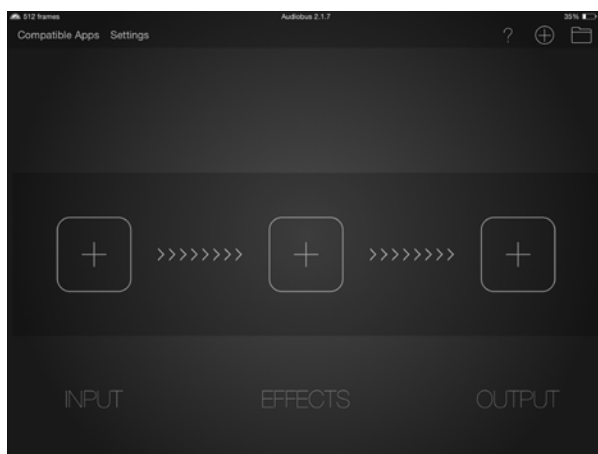 512 frames Audiobus 2.1.7 35%
Compatible Apps Settings ?
INPUT EFFECTS OUTPUT